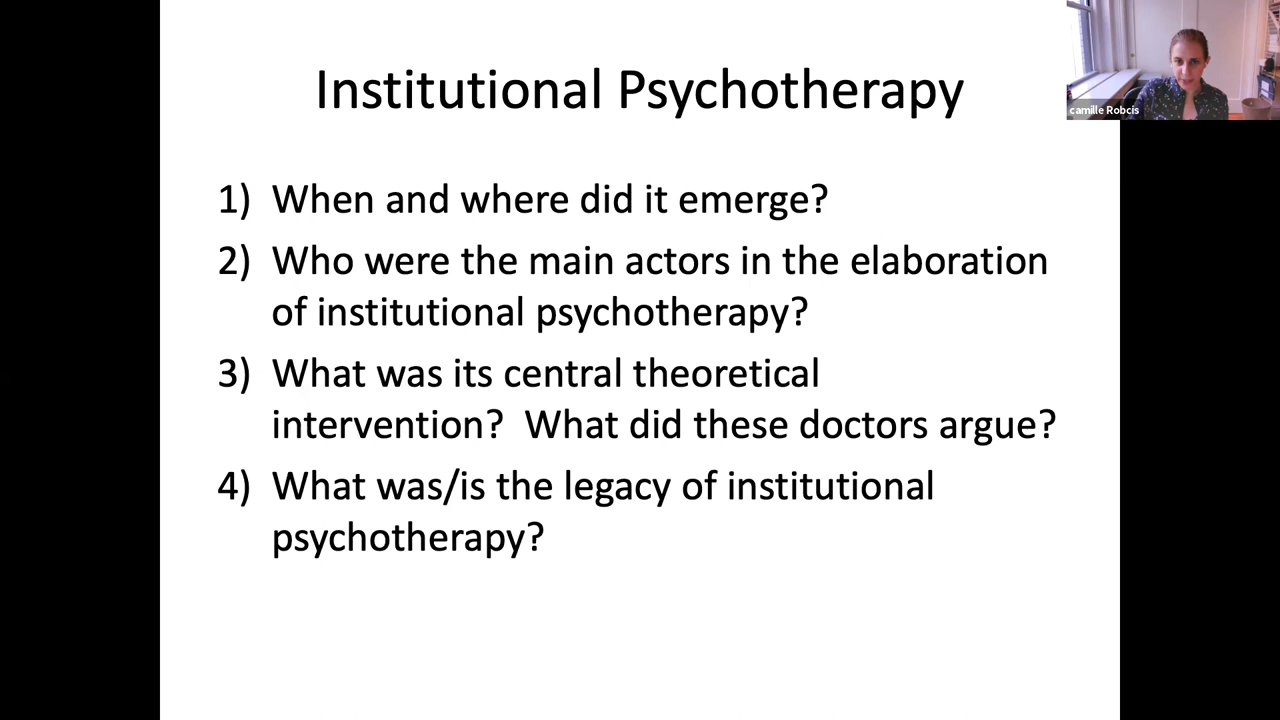 Institutional Psychotherapy
camille Robcis
1) When and where did it emerge?
2) Who were the main actors in the elaboration
of institutional psychotherapy?
3) What was its central theoretical
intervention?  What did these doctors argue?
4) What was/is the legacy of institutional
psychotherapy?